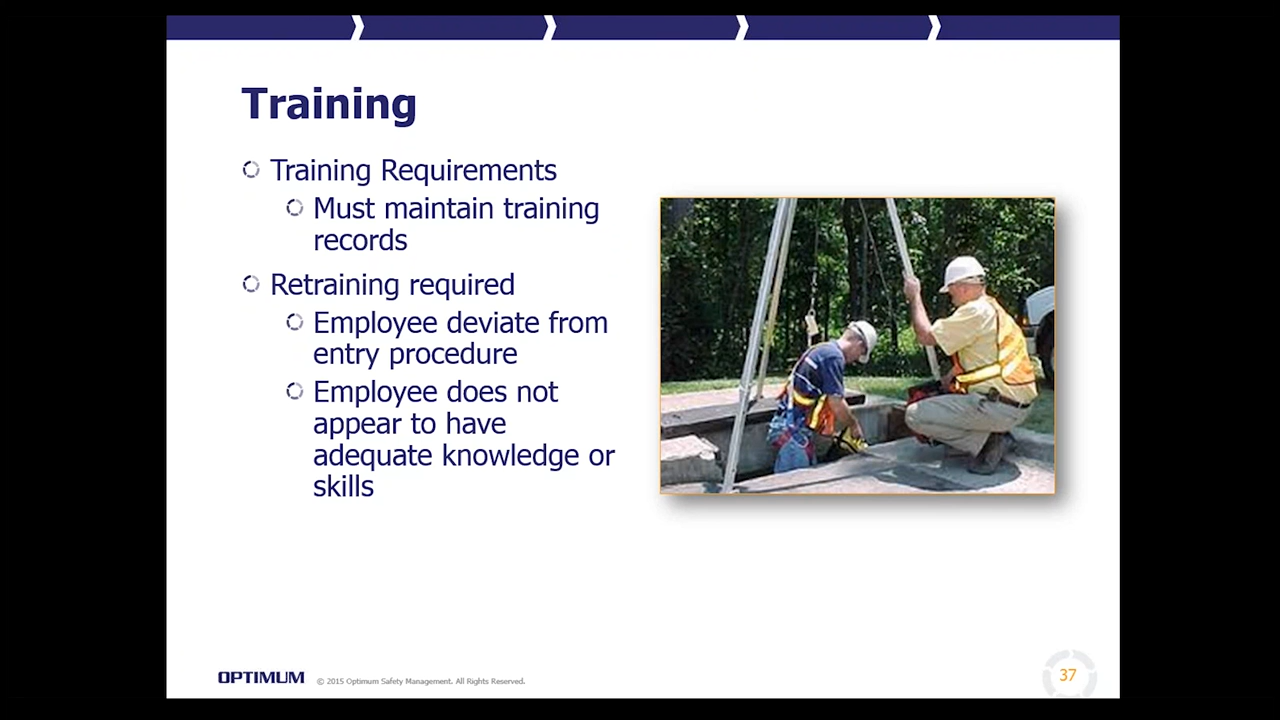 Training
Training Requirements
Must maintain training
records
Retraining required
Employee deviate from
entry procedure
Employee does not
appear to have
adequate knowledge or
skills
OPTIMUM © 2015 Optimum Safety Management. All Rights Reserved.
37